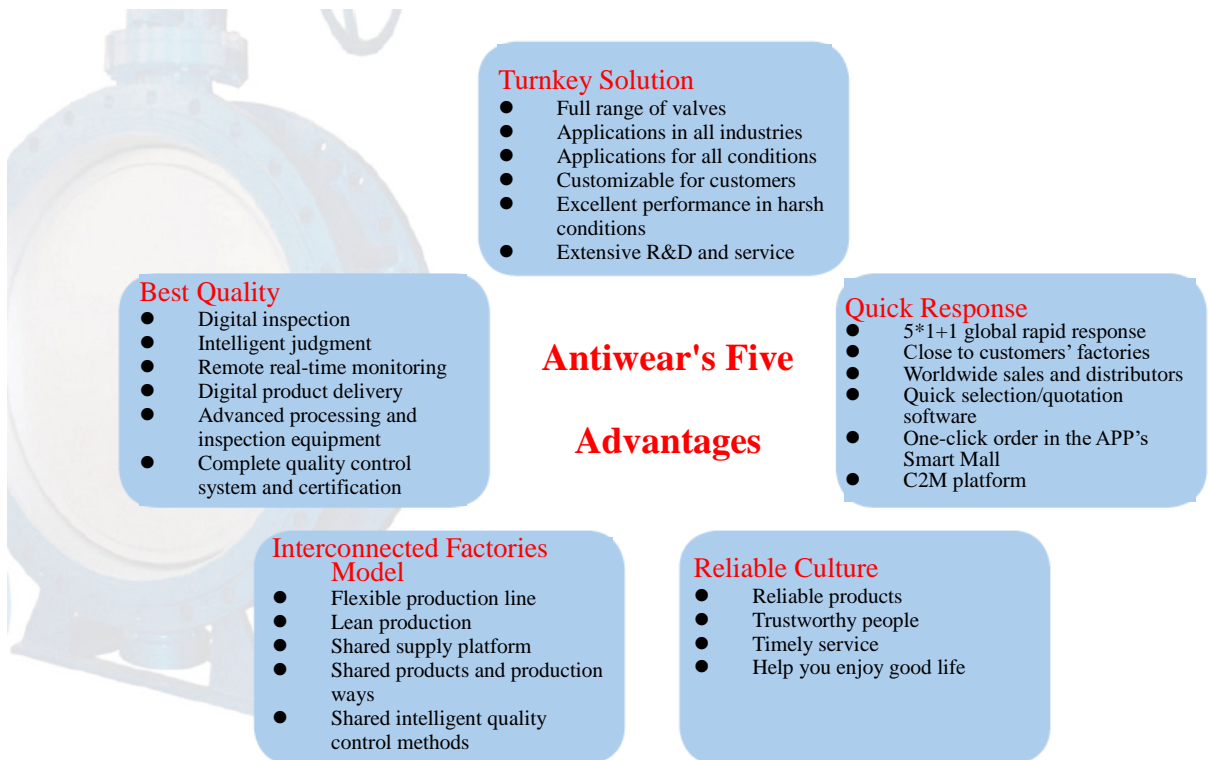 Turnkey Solution
● Full range of valves
● Applications in all industries
● Applications for all conditions
● Customizable for customers
● Excellent performance in harsh
conditions
● Extensive R&D and service
Best Quality
● Digital inspection
● Intelligent judgment
● Remote real-time monitoring
● Digital product delivery
● Advanced processing and
inspection equipment
● Complete quality control
system and certification
Antiwear's Five
Advantages
Quick Response
● 5*1+1 global rapid response
● Close to customers’ factories
● Worldwide sales and distributors
● Quick selection/quotation
software
● One-click order in the APP’s
Smart Mall
● C2M platform
Interconnected Factories
Model
● Flexible production line
● Lean production
● Shared supply platform
● Shared products and production
ways
● Shared intelligent quality
control methods
Reliable Culture
● Reliable products
● Trustworthy people
● Timely service
● Help you enjoy good life